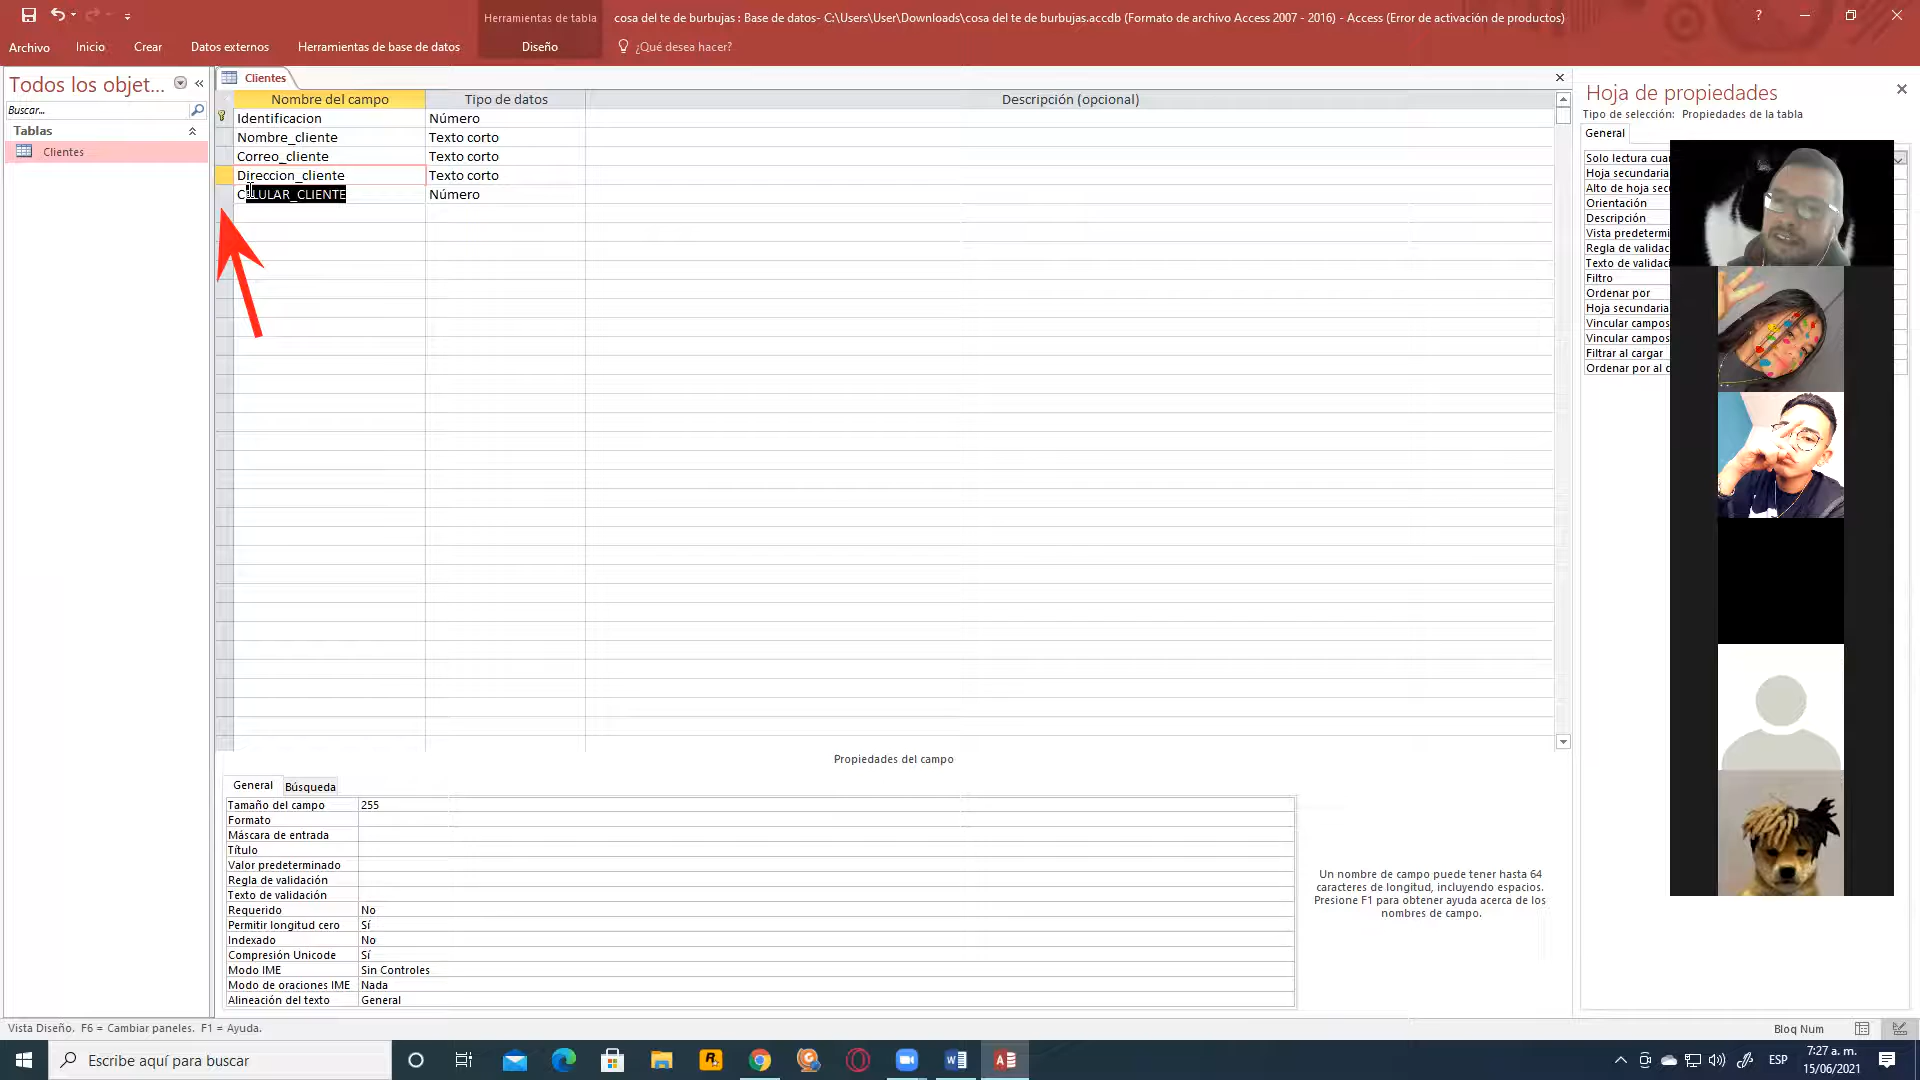 Herramientas de tabla
cosa del te de burbujas : Base de datos- C:\Users\User\Downloads\cosa del te de burbujas.accdb (Formato de archivo Access 2007 - 2016) - Access (Error de activación de productos)
?
Archivo
Inicio
Crear
Datos externos
Herramientas de base de datos
Diseño
¿Qué desea hacer?
Todos los objet...
Buscar...
Tablas
Clientes
Clientes
Nombre del campo
Tipo de datos
Descripción (opcional)
Identificacion
Número
Nombre_cliente
Texto corto
Correo_cliente
Texto corto
Direccion_cliente
Texto corto
CELULAR_CLIENTE
Número
Propiedades del campo
General
Búsqueda
Tamaño del campo
255
Formato
Máscara de entrada
Título
Valor predeterminado
Regla de validación
Texto de validación
Requerido
No
Permitir longitud cero
Sí
Indexado
No
Compresión Unicode
Sí
Modo IME
Sin Controles
Modo de oraciones IME
Nada
Alineación del texto
General
Un nombre de campo puede tener hasta 64
caracteres de longitud, incluyendo espacios.
Presione F1 para obtener ayuda acerca de los
nombres de campo.
Hoja de propiedades
Tipo de selección: Propiedades de la tabla
General
Solo lectura cuar
Hoja secundaria
Alto de hoja sec
Orientación
Descripción
Vista predetermi
Regla de validac
Texto de validaci
Filtro
Ordenar por
Hoja secundaria
Vincular campos
Vincular campos
Filtrar al cargar
Ordenar por al c
Vista Diseño. F6 = Cambiar paneles. F1 = Ayuda.
Bloq Num
Escribe aquí para buscar
ESP
7:27 a. m.
15/06/2021